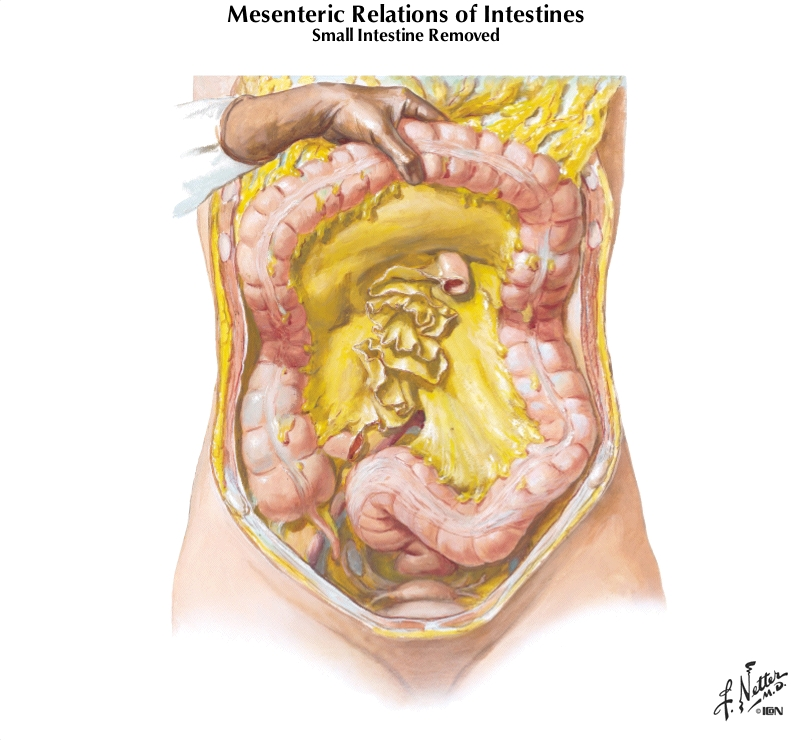 Mesenteric Relations of Intestines
Small Intestine Removed
F. Netter
M.D.
© ICON